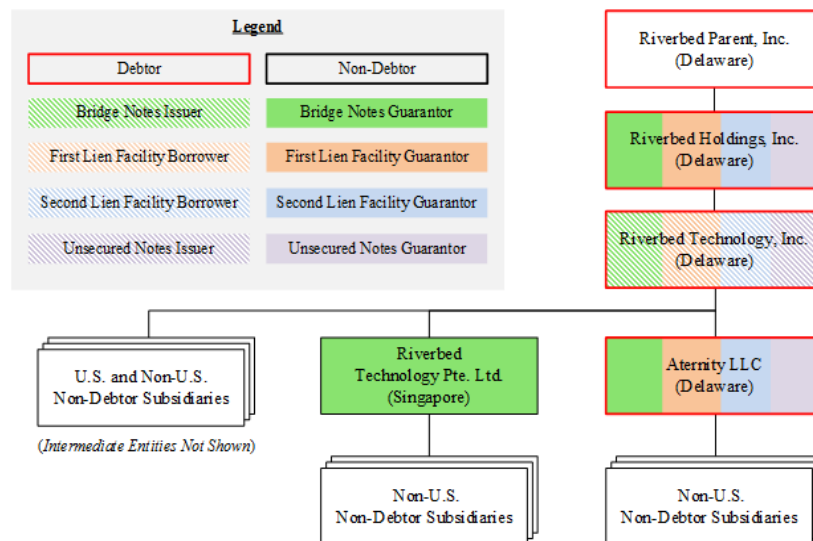 Legend
Debtor
Non-Debtor
Bridge Notes Issuer
Bridge Notes Guarantor
First Lien Facility Borrower
First Lien Facility Guarantor
Second Lien Facility Borrower
Second Lien Facility Guarantor
Unsecured Notes Issuer
Unsecured Notes Guarantor
Riverbed Parent, Inc.
(Delaware)
Riverbed Holdings, Inc.
(Delaware)
Riverbed Technology, Inc.
(Delaware)
U.S. and Non-U.S.
Non-Debtor Subsidiaries
(Intermediate Entities Not Shown)
Riverbed
Technology Pte. Ltd.
(Singapore)
Aternity LLC
(Delaware)
Non-U.S.
Non-Debtor Subsidiaries
Non-U.S.
Non-Debtor Subsidiaries